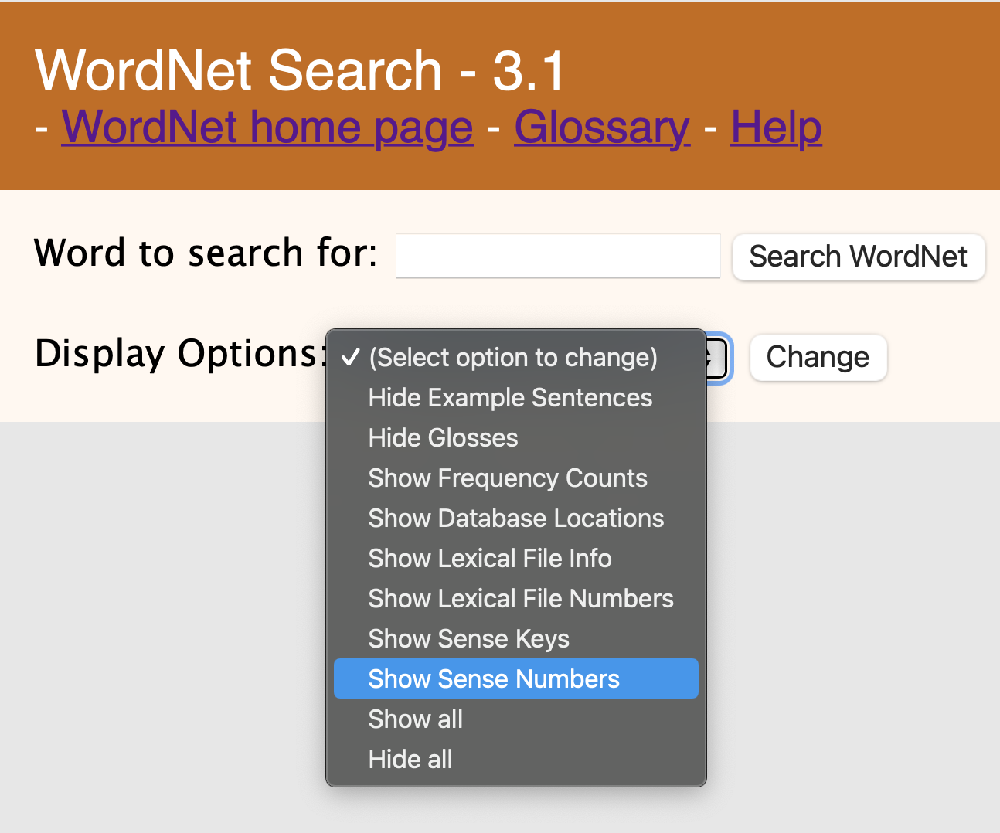 WordNet Search - 3.1
- WordNet home page - Glossary - Help
Word to search for: Search WordNet
Display Options: (Select option to change) Change
Hide Example Sentences
Hide Glosses
Show Frequency Counts
Show Database Locations
Show Lexical File Info
Show Lexical File Numbers
Show Sense Keys
Show Sense Numbers
Show all
Hide all